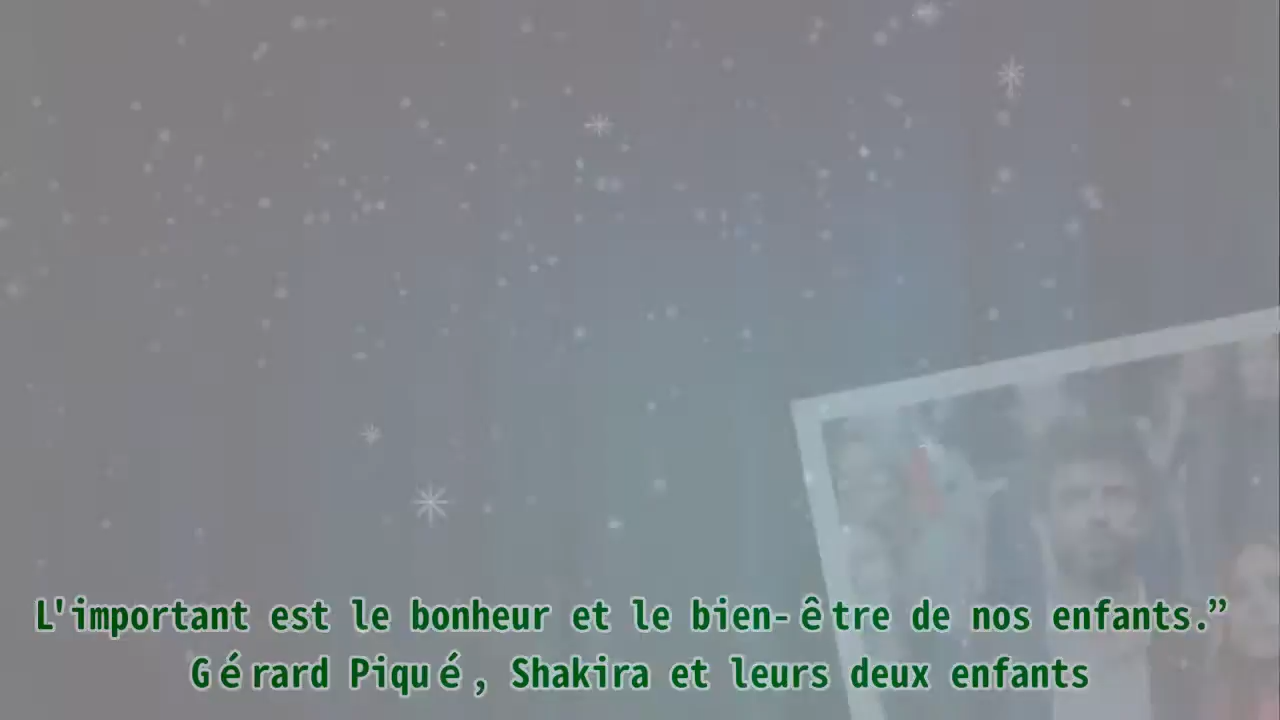 L'important est le bonheur et le bien-être de nos enfants.”
Gérard Piqué, Shakira et leurs deux enfants